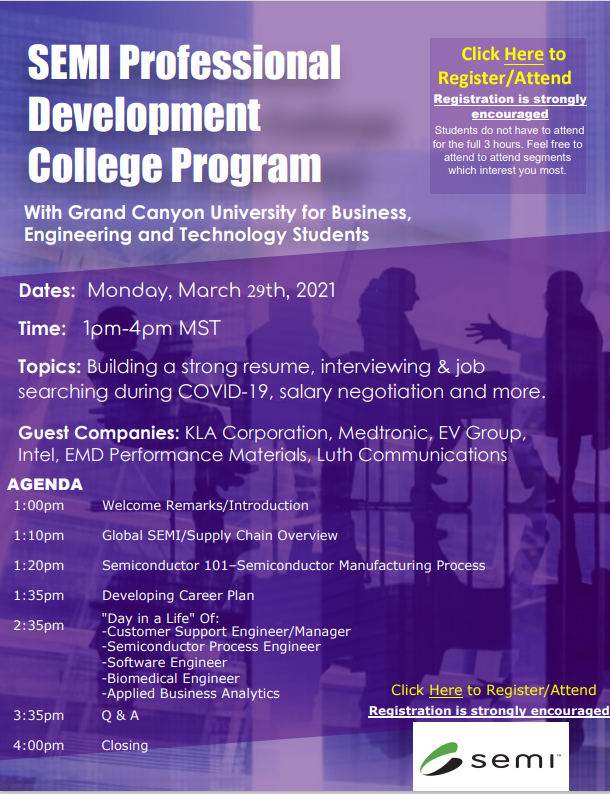 SEMI Professional
Development
College Program
Click Here to
Register/Attend
Registration is strongly
encouraged
Students do not have to attend
for the full 3 hours. Feel free to
attend to attend segments
which interest you most.
With Grand Canyon University for Business,
Engineering and Technology Students
Dates: Monday, March 29th, 2021
Time: 1pm-4pm MST
Topics: Building a strong resume, interviewing & job
searching during COVID-19, salary negotiation and more.
Guest Companies: KLA Corporation, Medtronic, EV Group,
Intel, EMD Performance Materials, Luth Communications
AGENDA
1:00pm Welcome Remarks/Introduction
1:10pm Global SEMI/Supply Chain Overview
1:20pm Semiconductor 101–Semiconductor Manufacturing Process
1:35pm Developing Career Plan
2:35pm "Day in a Life" Of:
-Customer Support Engineer/Manager
-Semiconductor Process Engineer
-Software Engineer
-Biomedical Engineer
-Applied Business Analytics
3:35pm Q & A
4:00pm Closing
Click Here to Register/Attend
Registration is strongly encouraged
semi™